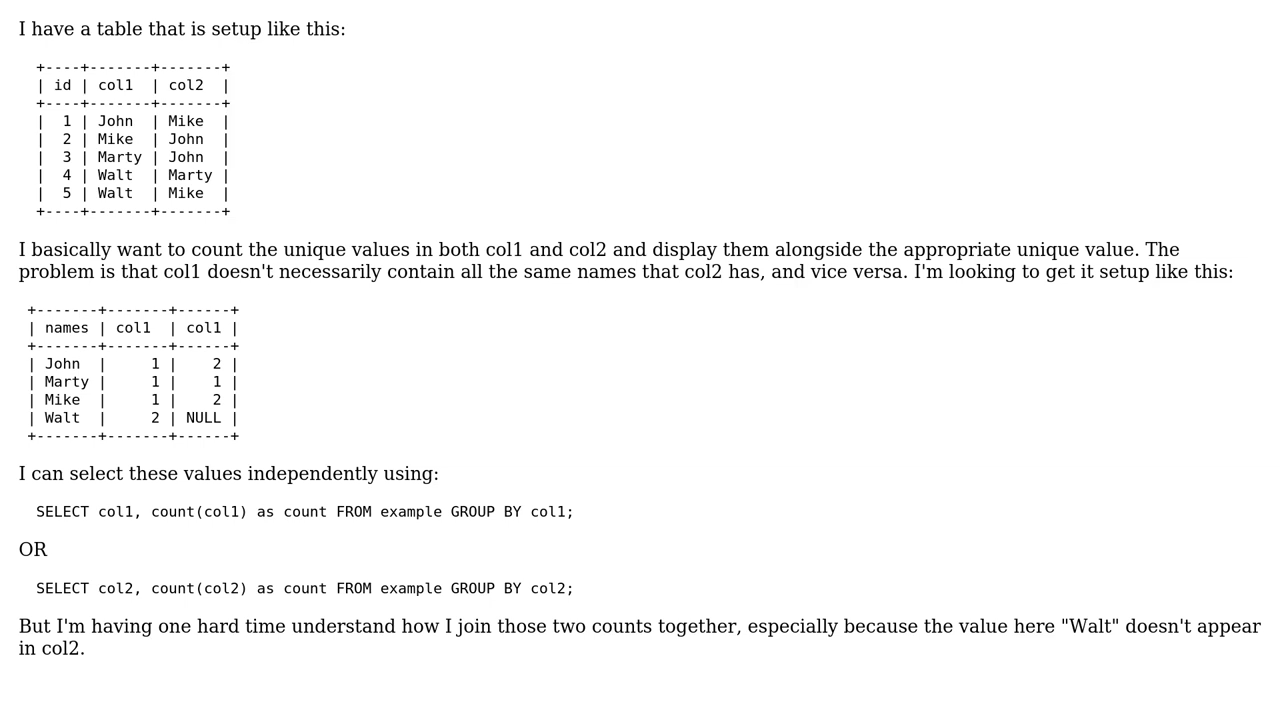 I have a table that is setup like this:
+----+-------+-------+
| id | col1  | col2  |
+----+-------+-------+
|  1 | John  | Mike  |
|  2 | Mike  | John  |
|  3 | Marty | John  |
|  4 | Walt  | Marty |
|  5 | Walt  | Mike  |
+----+-------+-------+
I basically want to count the unique values in both col1 and col2 and display them alongside the appropriate unique value. The
problem is that col1 doesn't necessarily contain all the same names that col2 has, and vice versa. I'm looking to get it setup like this:
+-------+-------+------+
| names | col1  | col1 |
+-------+-------+------+
| John  |     1 |    2 |
| Marty |     1 |    1 |
| Mike  |     1 |    2 |
| Walt  |     2 | NULL |
+-------+-------+------+
I can select these values independently using:
SELECT col1, count(col1) as count FROM example GROUP BY col1;
OR
SELECT col2, count(col2) as count FROM example GROUP BY col2;
But I'm having one hard time understand how I join those two counts together, especially because the value here "Walt" doesn't appear
in col2.